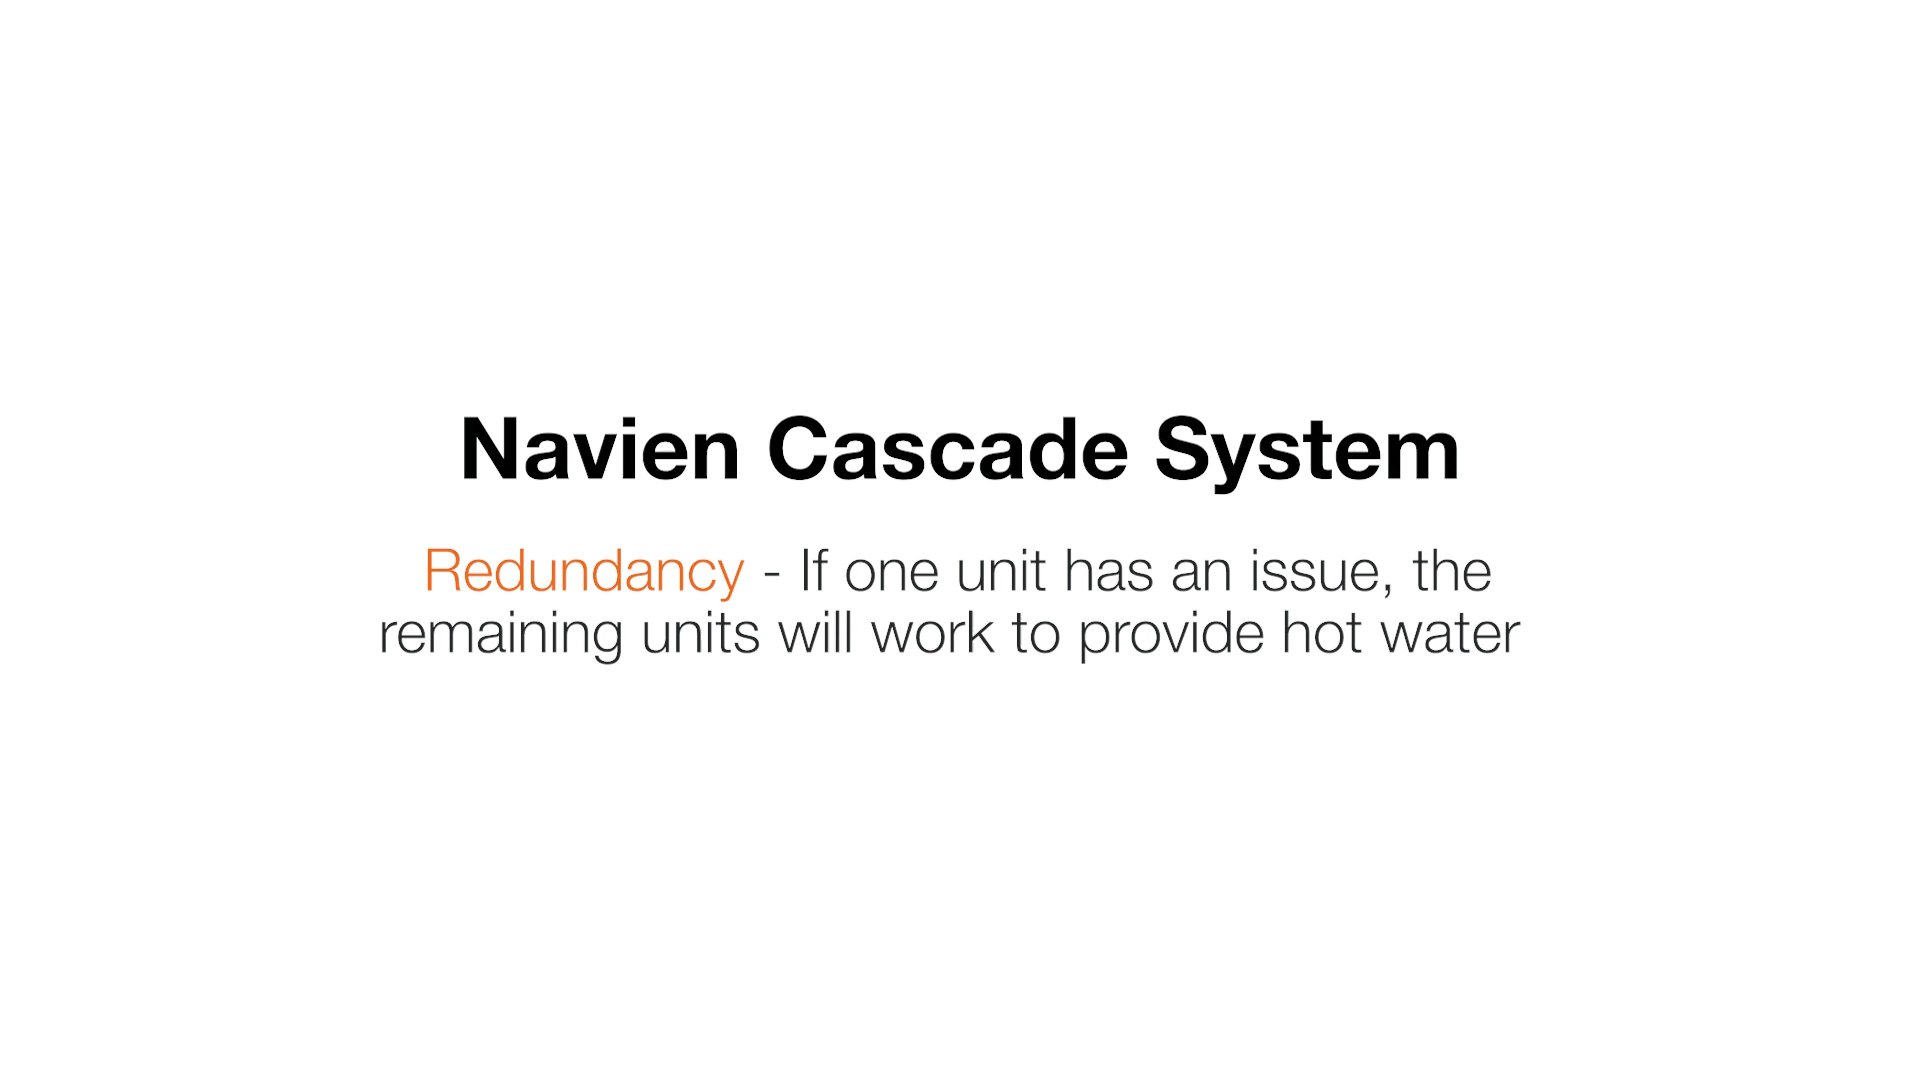 Navien Cascade System
Redundancy - If one unit has an issue, the
remaining units will work to provide hot water